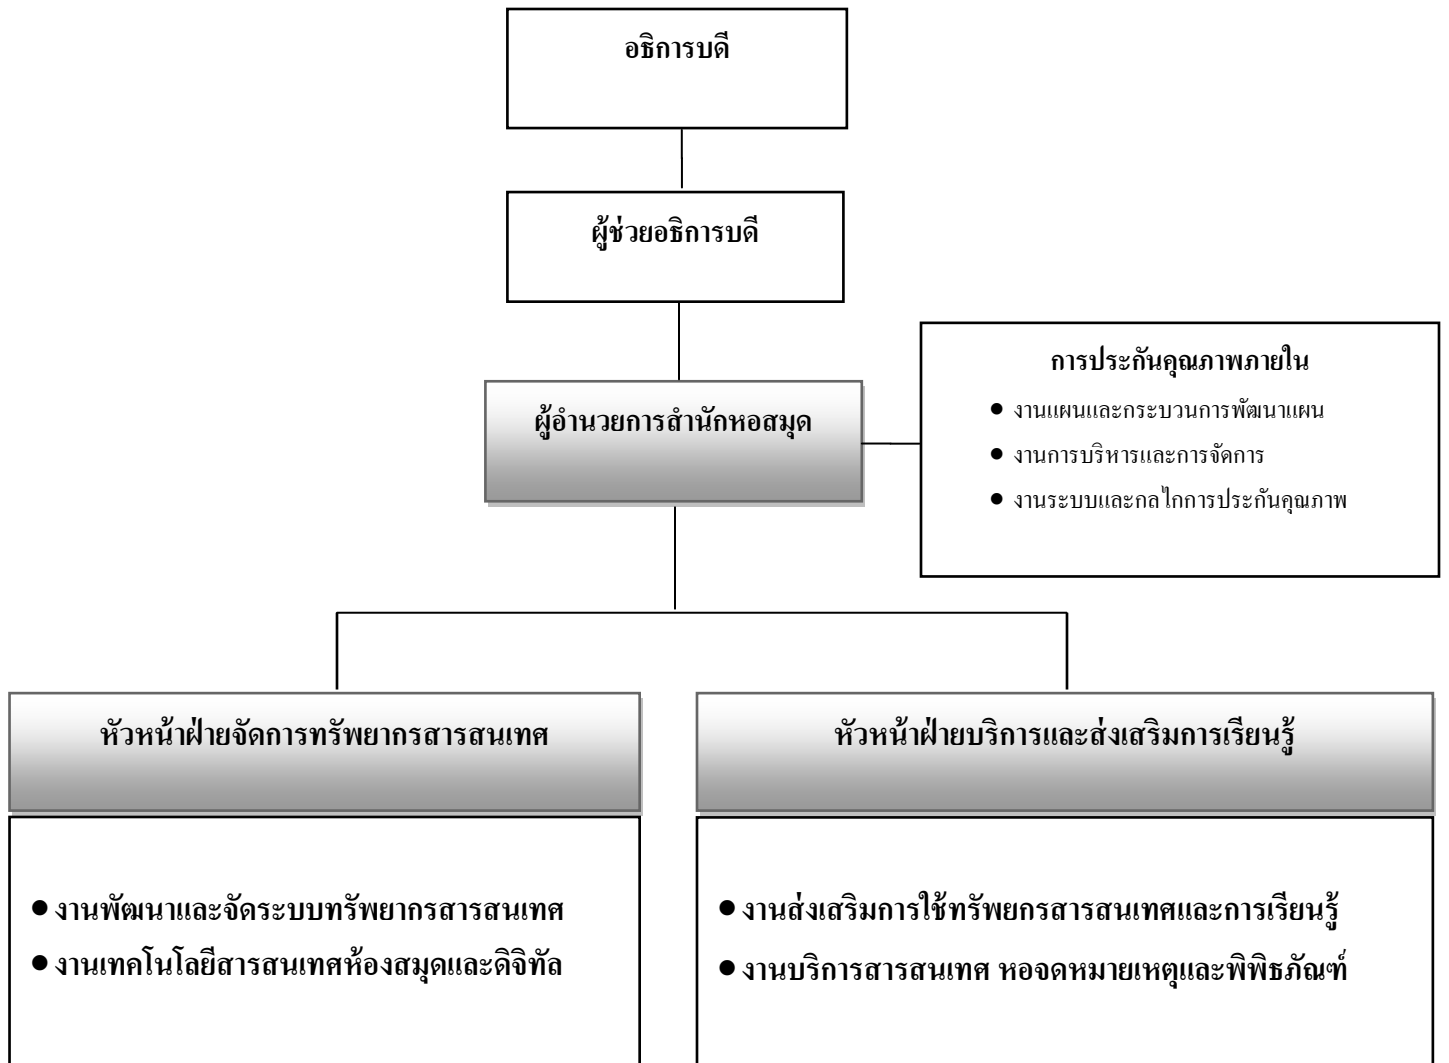 อธิการบดี
ผู้ช่วยอธิการบดี
ผู้อำนวยการสำนักหอสมุด
การประกันคุณภาพภายใน
● งานแผนและกระบวนการพัฒนาแผน
● งานการบริหารและการจัดการ
● งานระบบและกลไกการประกันคุณภาพ
หัวหน้าฝ่ายจัดการทรัพยากรสารสนเทศ
● งานพัฒนาและจัดระบบทรัพยากรสารสนเทศ
● งานเทคโนโลยีสารสนเทศห้องสมุดและดิจิทัล
หัวหน้าฝ่ายบริการและส่งเสริมการเรียนรู้
● งานส่งเสริมการใช้ทรัพยกรสารสนเทศและการเรียนรู้
● งานบริการสารสนเทศ หอจดหมายเหตุและพิพิธภัณฑ์